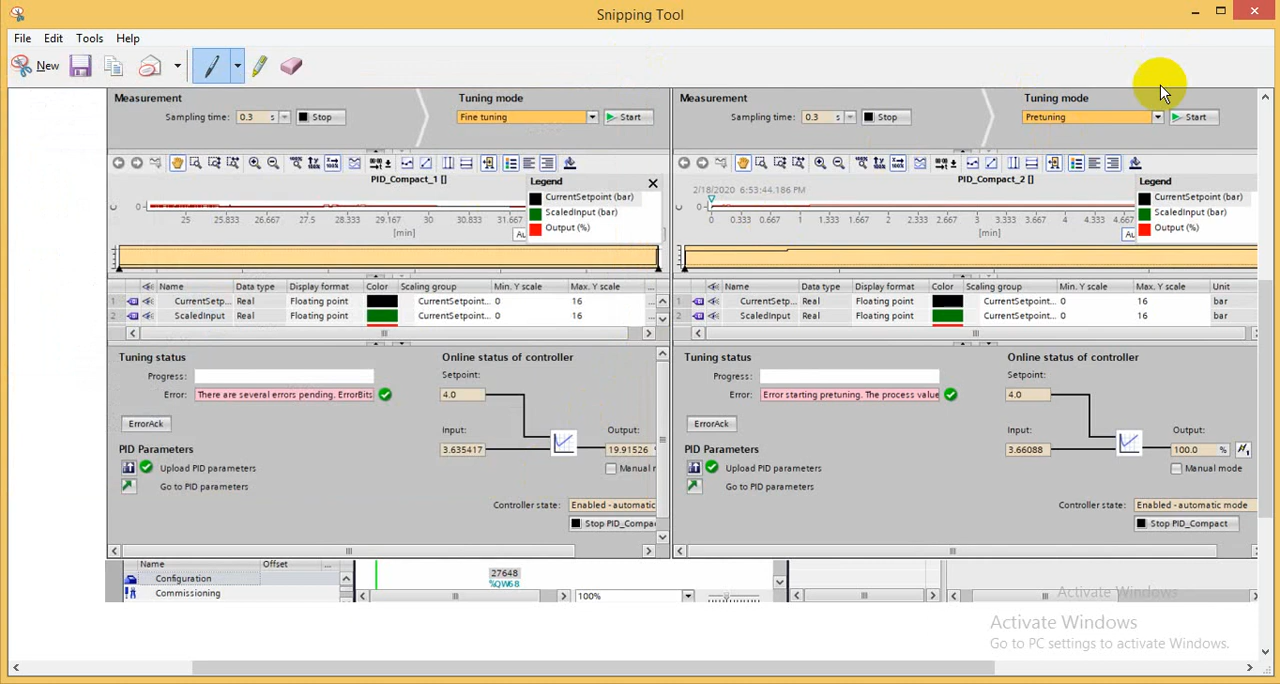 Snipping Tool
File Edit Tools Help
New
Measurement
Tuning mode
Sampling time: 0.3 s Stop
Fine tuning Start
PID_Compact_1 []
Legend
CurrentSetpoint (bar)
ScaledInput (bar)
Output (%)
0
25 25.833 26.667 27.5 28.333 29.167 30 30.833 31.667
[min]
Name Data type Display format Color Scaling group Min. Y scale Max. Y scale ...
1 CurrentSetp... Real Floating point CurrentSetpoint... 0 16
2 ScaledInput Real Floating point CurrentSetpoint... 0 16
Tuning status
Progress:
Error: There are several errors pending. ErrorBits
ErrorAck
PID Parameters
Upload PID parameters
Go to PID parameters
Online status of controller
Setpoint:
4.0
Input:
3.635417
Output:
19.91526
Manual
Controller state: Enabled - automatic
Stop PID_Compac
Measurement
Tuning mode
Sampling time: 0.3 s Stop
Pretuning Start
2/18/2020 6:53:44.186 PM
PID_Compact_2 []
Legend
CurrentSetpoint (bar)
ScaledInput (bar)
Output (%)
0
0 0.333 0.667 1 1.333 1.667 2 2.333 2.667 3 3.333 3.667 4 4.333 4.667
[min]
Name Data type Display format Color Scaling group Min. Y scale Max. Y scale Unit
1 CurrentSetp... Real Floating point CurrentSetpoint... 0 16 bar
2 ScaledInput Real Floating point CurrentSetpoint... 0 16 bar
Tuning status
Progress:
Error: Error starting pretuning. The process value
ErrorAck
PID Parameters
Upload PID parameters
Go to PID parameters
Online status of controller
Setpoint:
4.0
Input:
3.66088
Output:
100.0 %
Manual mode
Controller state: Enabled - automatic mode
Stop PID_Compact
Name Offset ...
Configuration
Commissioning
27648
%QW68
100%
Activate Windows
Activate Windows
Go to PC settings to activate Windows.